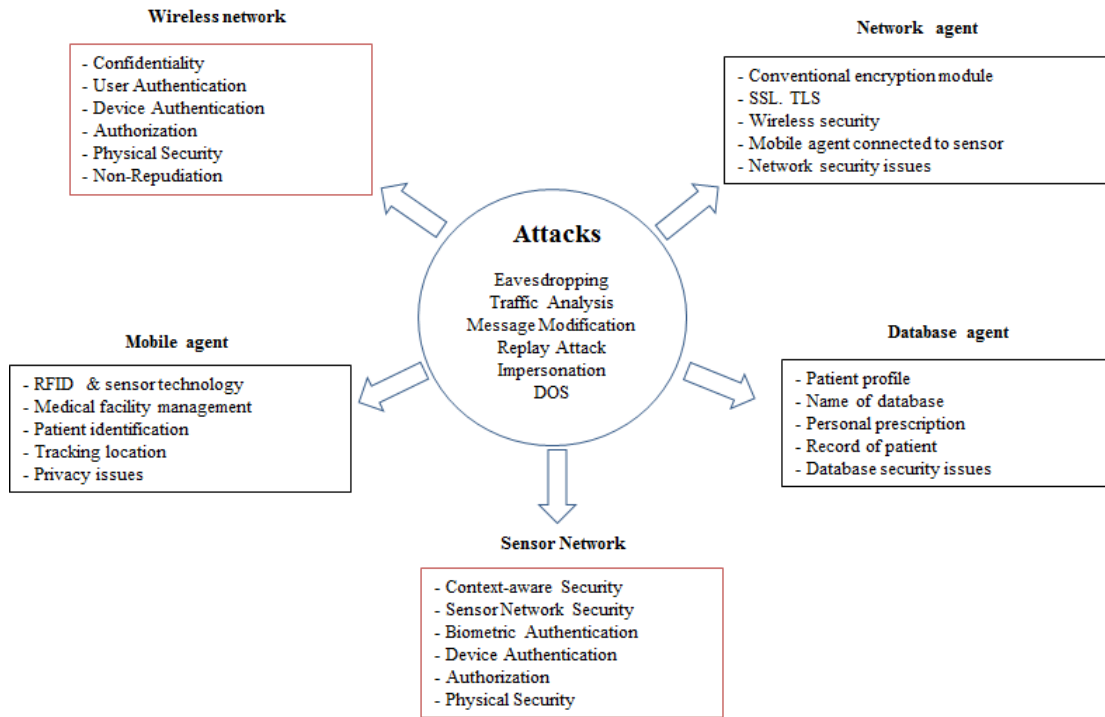 Wireless network
- Confidentiality
- User Authentication
- Device Authentication
- Authorization
- Physical Security
- Non-Repudiation
Network agent
- Conventional encryption module
- SSL. TLS
- Wireless security
- Mobile agent connected to sensor
- Network security issues
Attacks
Eavesdropping
Traffic Analysis
Message Modification
Replay Attack
Impersonation
DOS
Mobile agent
- RFID & sensor technology
- Medical facility management
- Patient identification
- Tracking location
- Privacy issues
Database agent
- Patient profile
- Name of database
- Personal prescription
- Record of patient
- Database security issues
Sensor Network
- Context-aware Security
- Sensor Network Security
- Biometric Authentication
- Device Authentication
- Authorization
- Physical Security